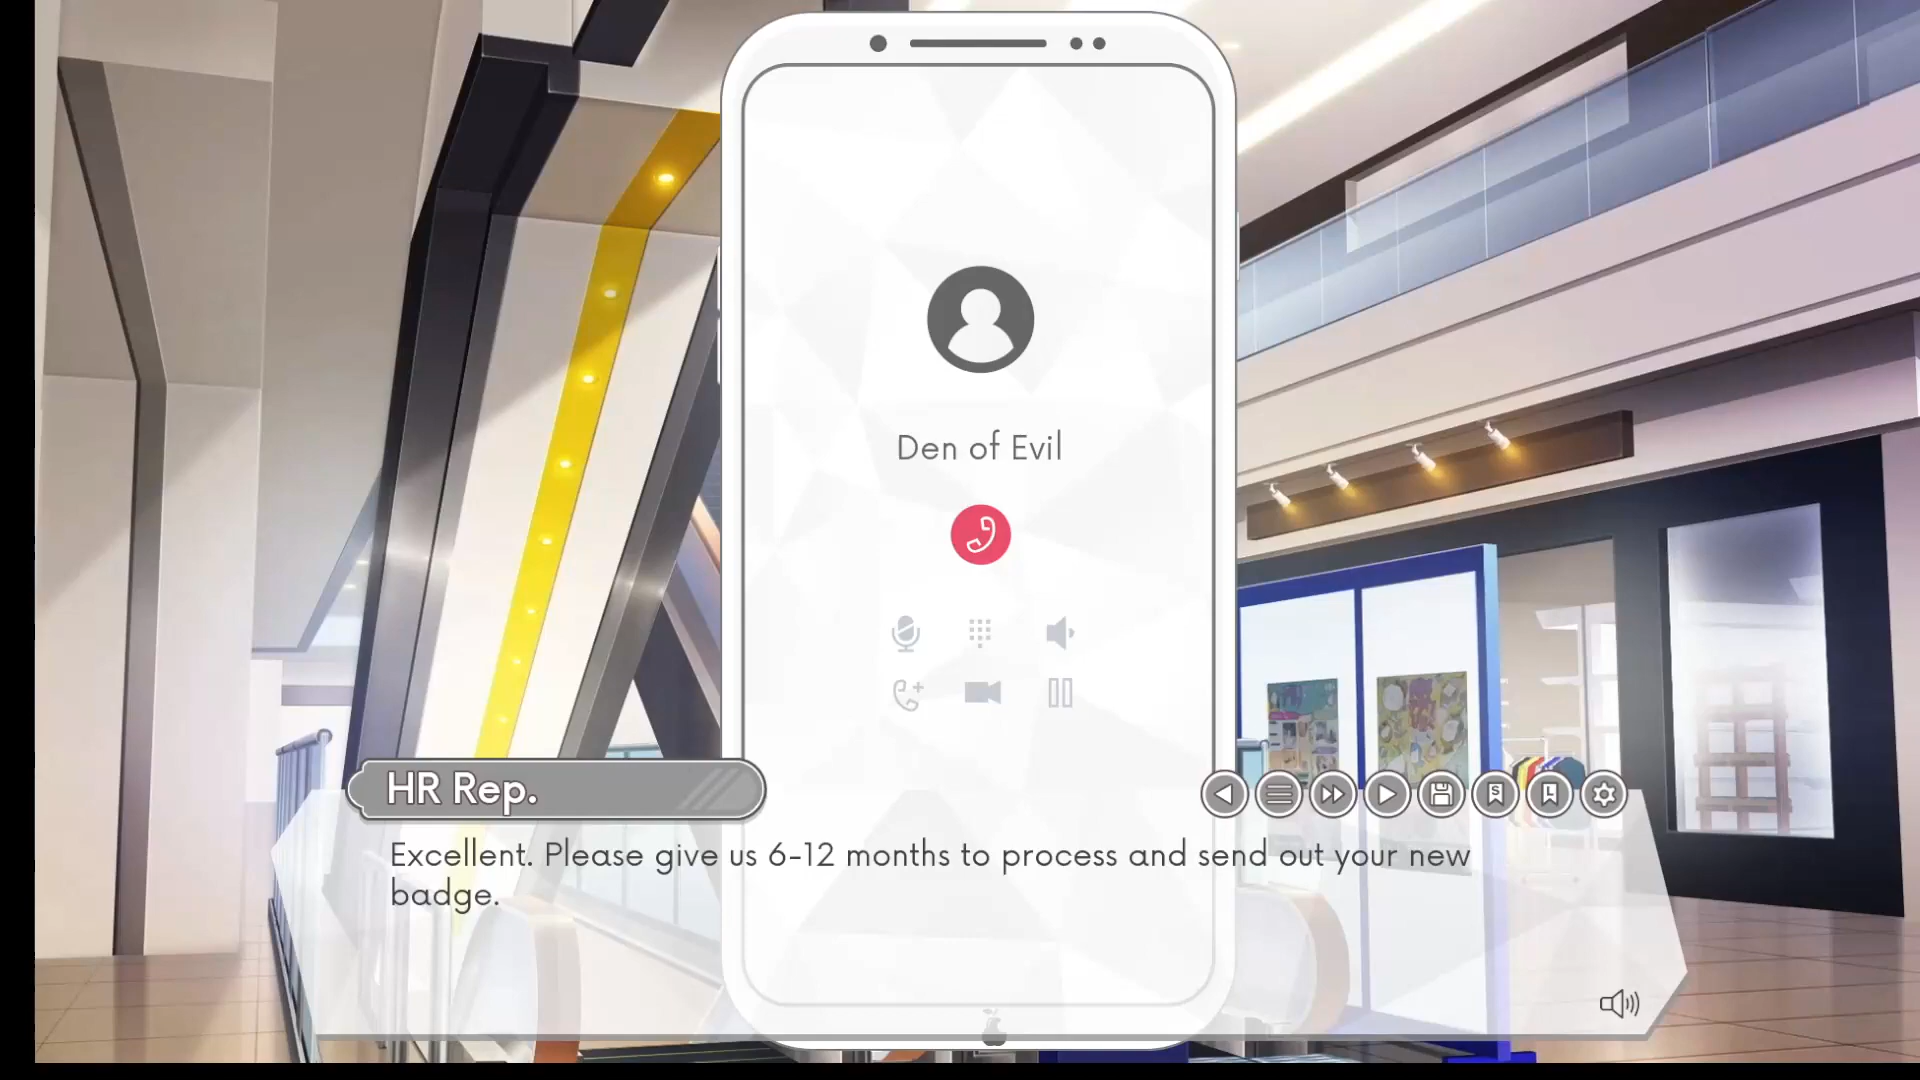 Den of Evil
HR Rep.
Excellent. Please give us 6-12 months to process and send out your new
badge.
S
L